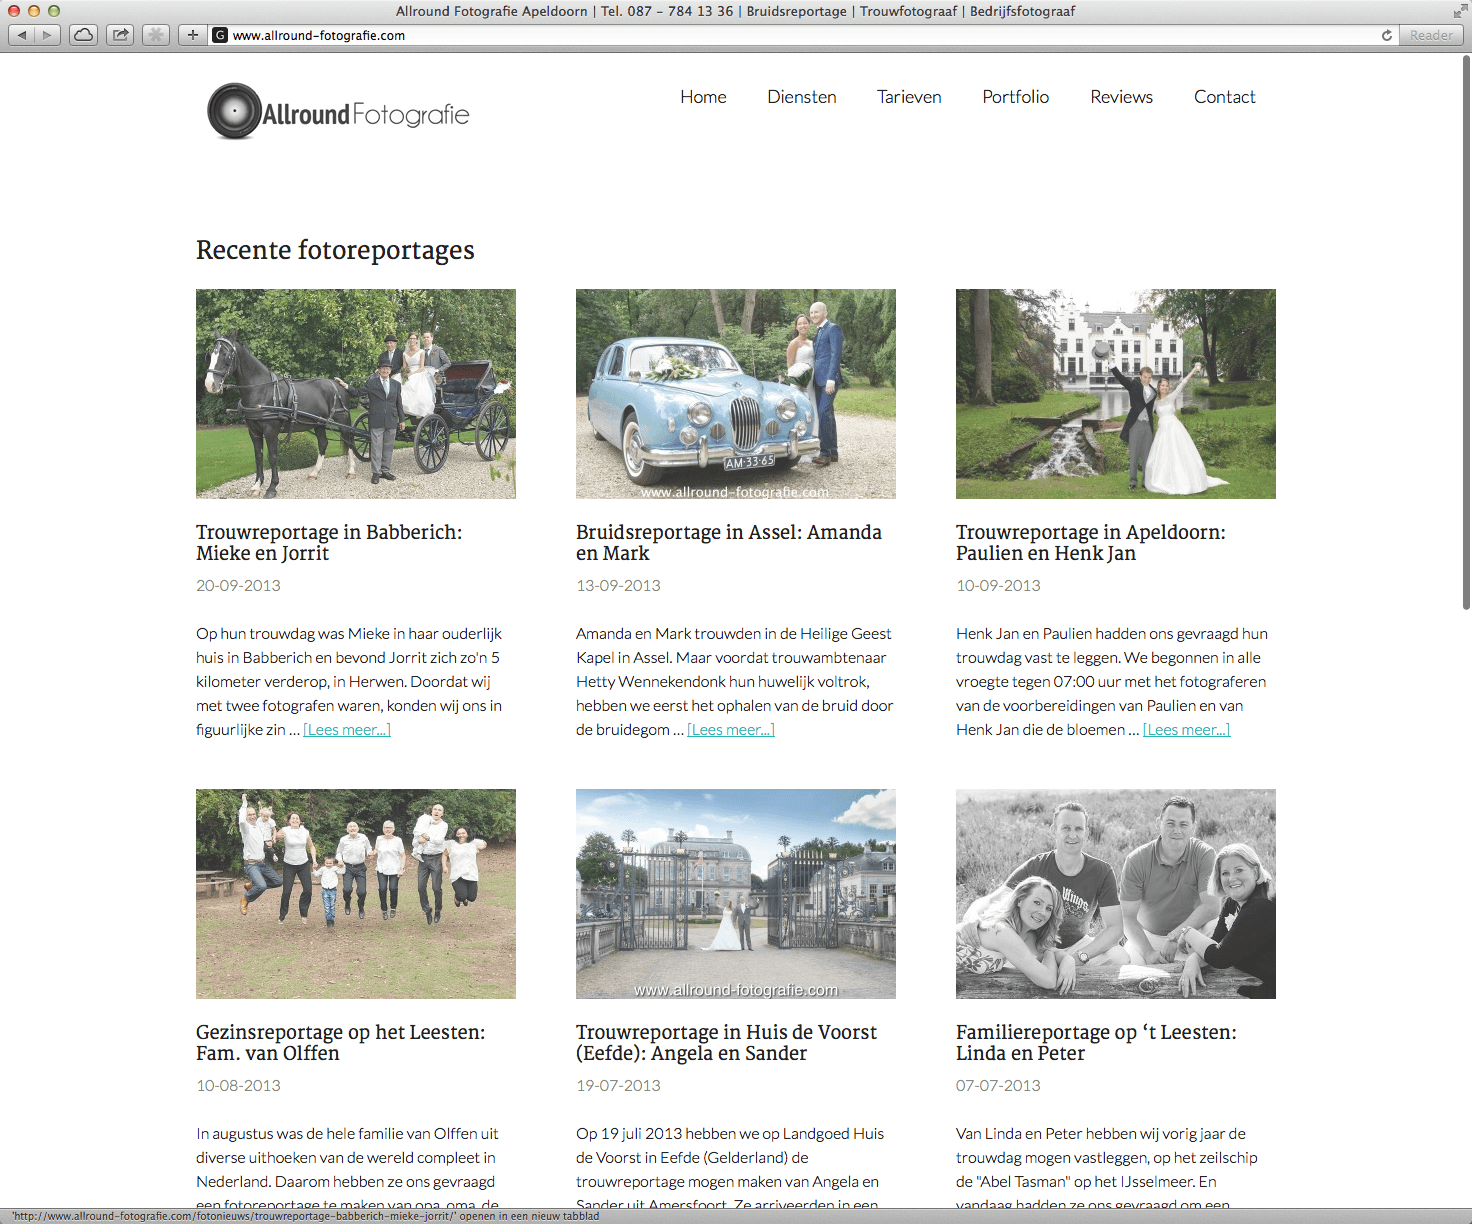 Allround Fotografie Apeldoorn | Tel. 087 - 784 13 36 | Bruidsreportage | Trouwfotograaf | Bedrijfsfotograaf
www.allround-fotografie.com
Reader
Allround Fotografie
Home Diensten Tarieven Portfolio Reviews Contact
Recente fotoreportages
AM-33-65
www.allround-fotografie.com
Trouwreportage in Babberich:
Mieke en Jorrit
20-09-2013
Op hun trouwdag was Mieke in haar ouderlijk
huis in Babberich en bevond Jorrit zich zo'n 5
kilometer verderop, in Herwen. Doordat wij
met twee fotografen waren, konden wij ons in
figuurlijke zin ... [Lees meer...]
Bruidsreportage in Assel: Amanda
en Mark
13-09-2013
Amanda en Mark trouwden in de Heilige Geest
Kapel in Assel. Maar voordat trouwambtenaar
Hetty Wennekendonk hun huwelijk voltrok,
hebben we eerst het ophalen van de bruid door
de bruidegom ... [Lees meer...]
Trouwreportage in Apeldoorn:
Paulien en Henk Jan
10-09-2013
Henk Jan en Paulien hadden ons gevraagd hun
trouwdag vast te leggen. We begonnen in alle
vroegte tegen 07:00 uur met het fotograferen
van de voorbereidingen van Paulien en van
Henk Jan die de bloemen ... [Lees meer...]
www.allround-fotografie.com
Wings
Gezinsreportage op het Leesten:
Fam. van Olffen
10-08-2013
In augustus was de hele familie van Olffen uit
diverse uithoeken van de wereld compleet in
Nederland. Daarom hebben ze ons gevraagd
een fotoreportage te maken van opa, oma, de
Trouwreportage in Huis de Voorst
(Eefde): Angela en Sander
19-07-2013
Op 19 juli 2013 hebben we op Landgoed Huis
de Voorst in Eefde (Gelderland) de
trouwreportage mogen maken van Angela en
Sander uit Amersfoort. Ze arriveerden in een
Familiereportage op ‘t Leesten:
Linda en Peter
07-07-2013
Van Linda en Peter hebben wij vorig jaar de
trouwdag mogen vastleggen, op het zeilschip
de "Abel Tasman" op het IJsselmeer. En
vandaag hadden ze ons gevraagd om een
'http://www.allround-fotografie.com/fotonieuws/trouwreportage-babberich-mieke-jorrit/' openen in een nieuw tabblad